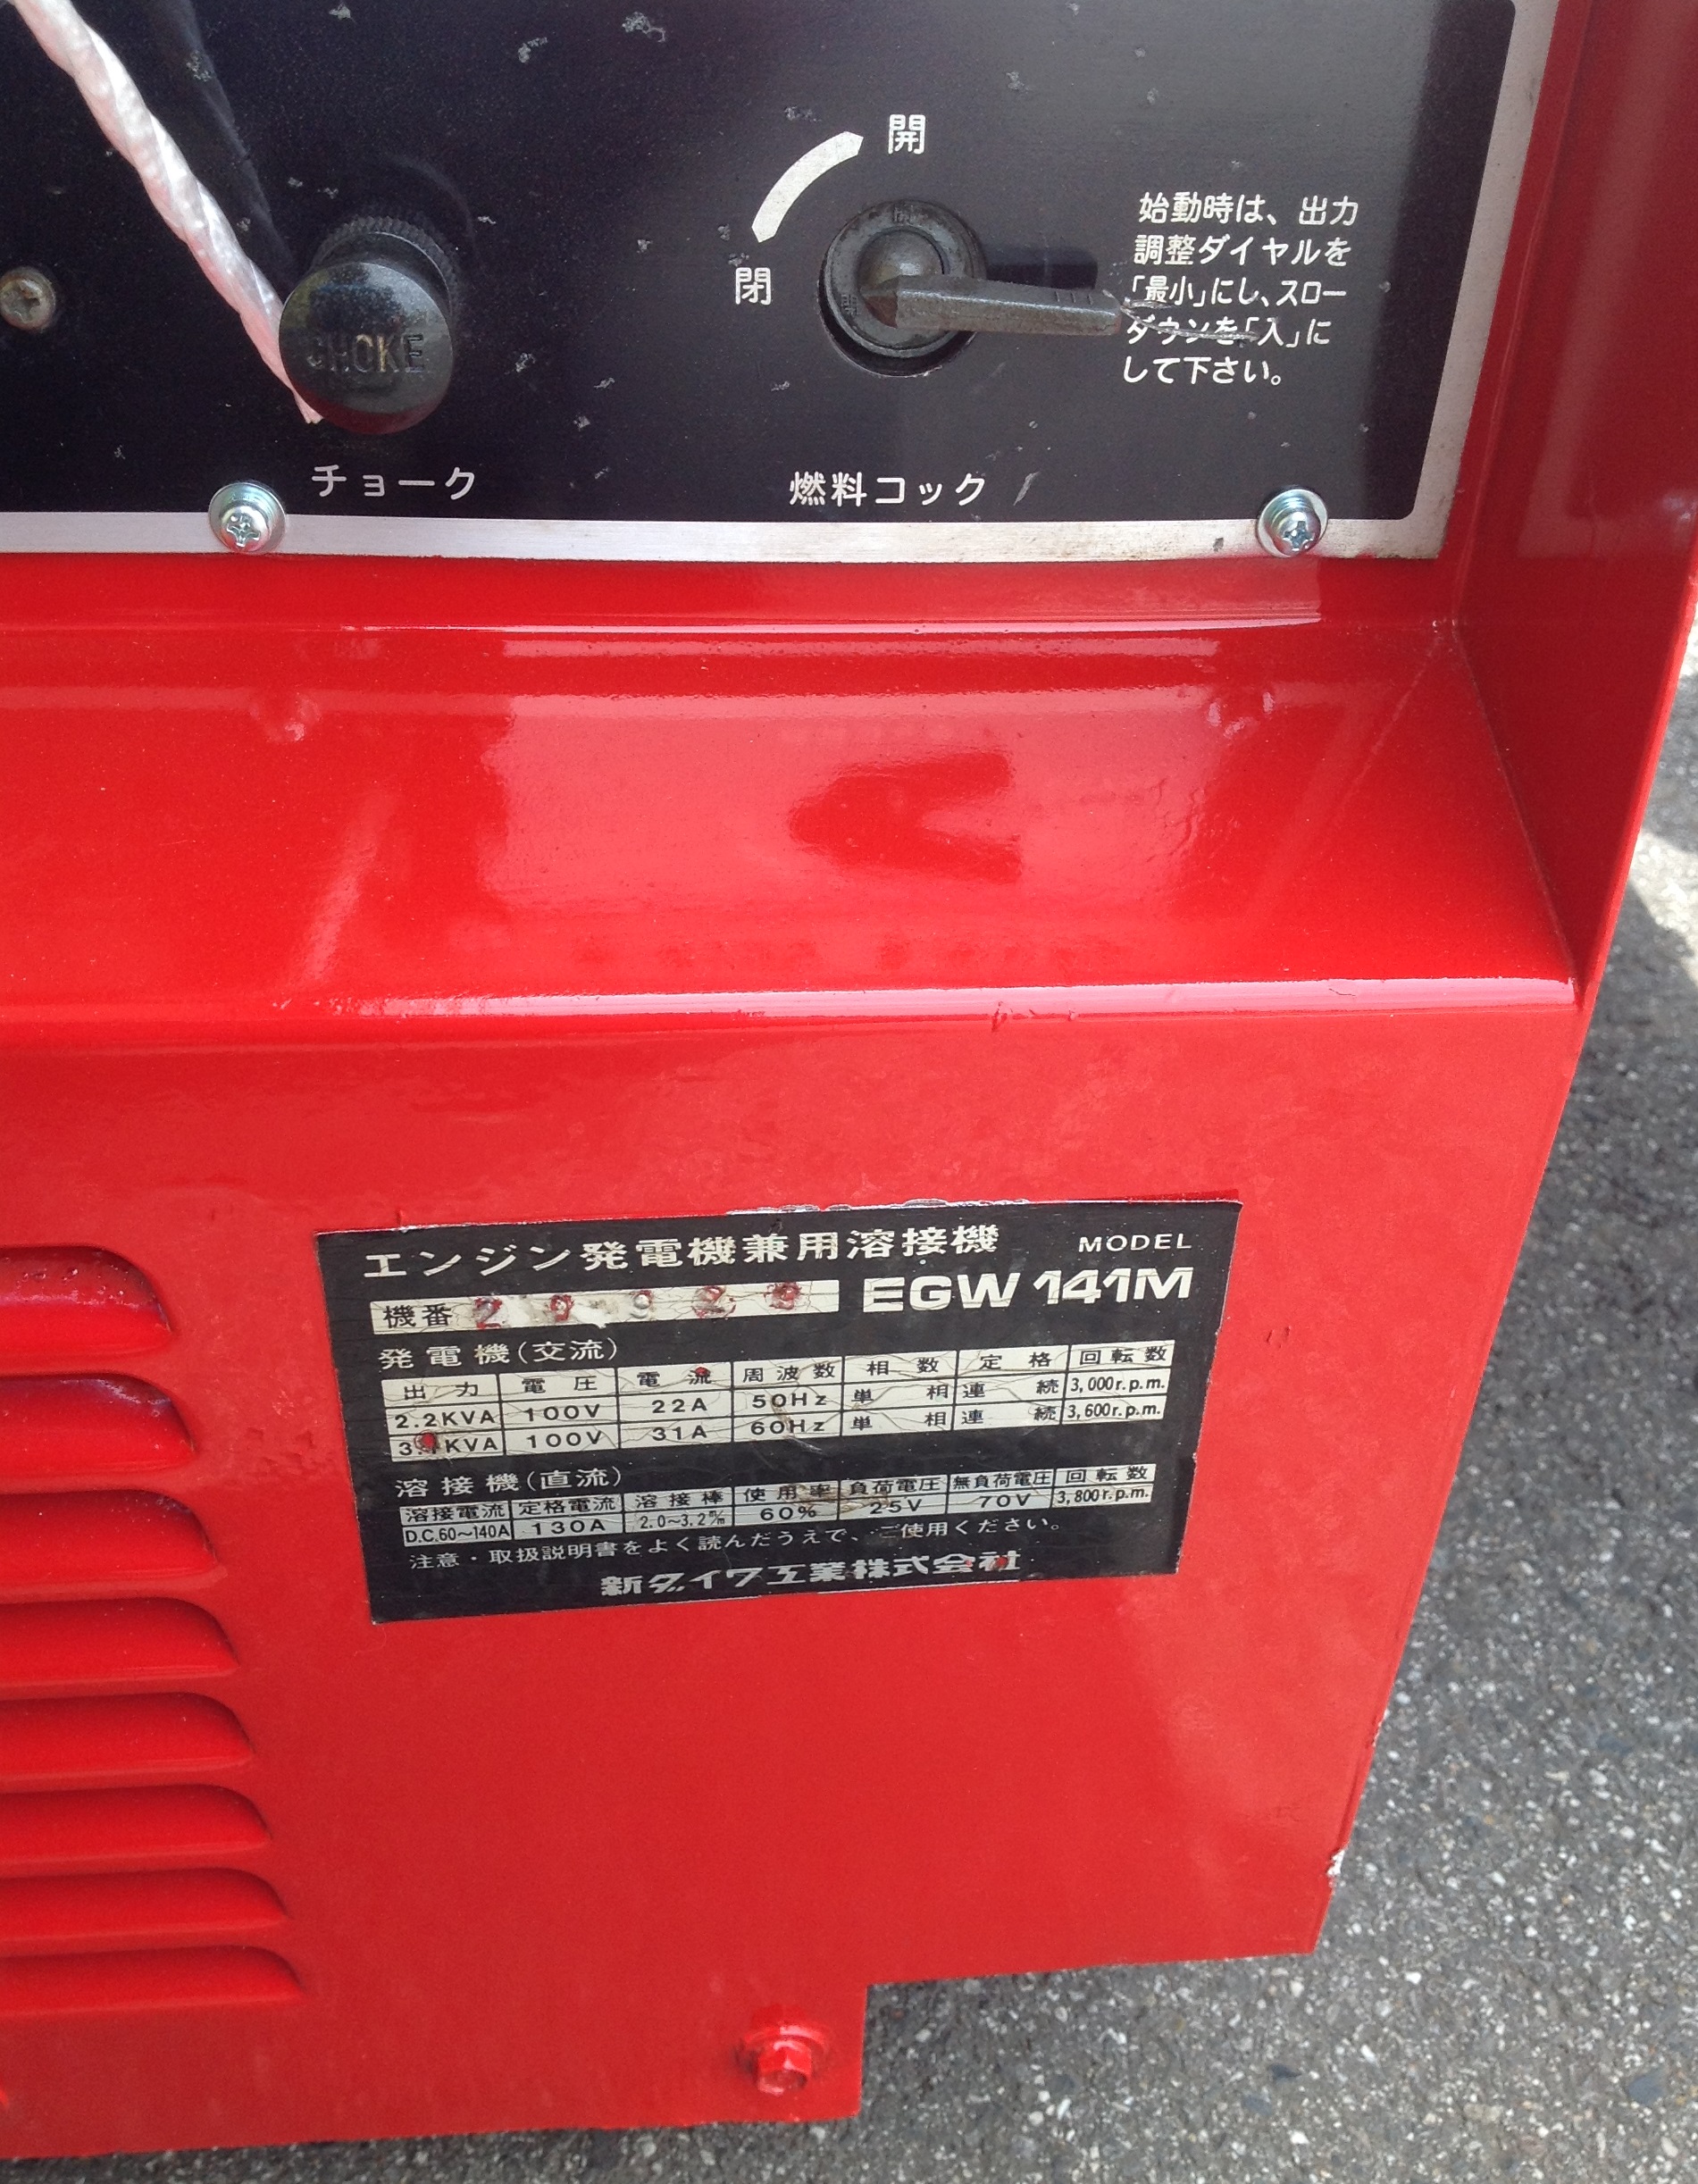 開
閉
CHOKE
始動時は、出力
調整ダイヤルを
「最小」にし、スロー
ダウンを「入」に
して下さい。
チョーク
燃料コック
エンジン発電機兼用溶接機
MODEL
機番
EGW 141M
発電機(交流)
出力 電圧 電流 周波数 相数 定格 回転数
2.2KVA 100V 22A 50Hz 単相 連続 3,000r.p.m.
100V 31A 60Hz 単相 連続 3,600r.p.m.
溶接機(直流)
溶接電流 定格電流 溶接棒 使用率 負荷電圧 無負荷電圧 回転数
D.C.60~140A 130A 2.0~3.2m/m 60% 25V 70V 3,800r.p.m.
注意・取扱説明書をよく読んだうえで、ご使用ください。
新ダイワ工業株式会社